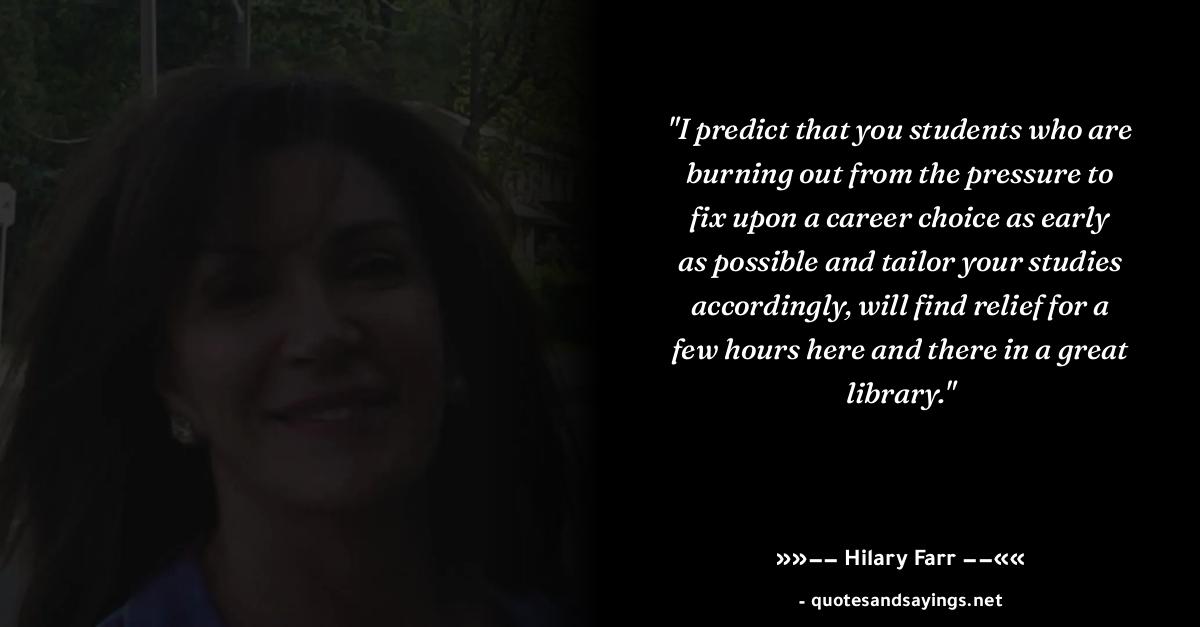 "I predict that you students who are
burning out from the pressure to
fix upon a career choice as early
as possible and tailor your studies
accordingly, will find relief for a
few hours here and there in a great
library."
»»−− Hilary Farr −−««
- quotesandsayings.net